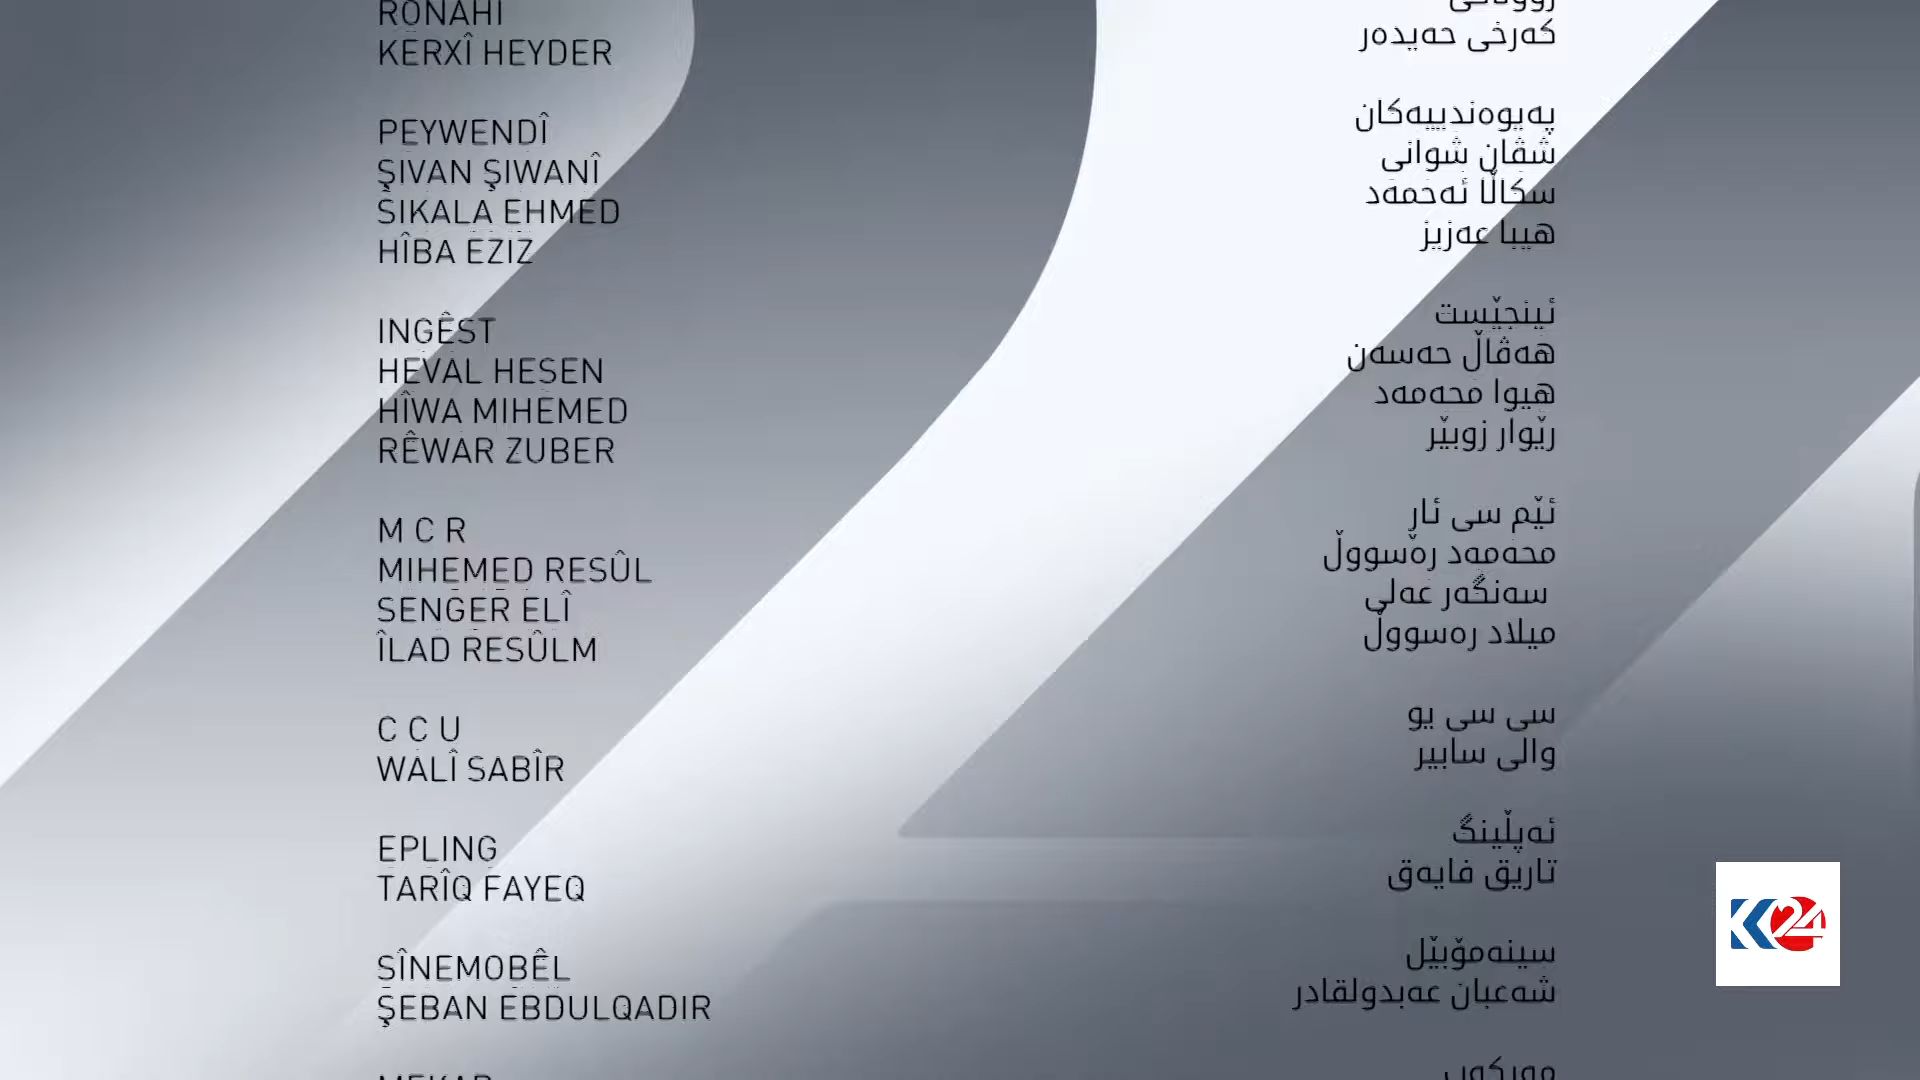 RONAHÎ
KERXÎ HEYDER
PEYWENDÎ
ŞIVAN ŞIWANÎ
SIKALA EHMED
HÎBA EZIZ
INGÊST
HEVAL HESEN
HÎWA MIHEMED
RÊWAR ZUBER
M C R
MIHEMED RESÛL
SENGER ELÎ
ÎLAD RESÛLM
C C U
WALÎ SABÎR
EPLING
TARÎQ FAYEQ
SÎNEMOBÊL
ŞEBAN EBDULQADIR
کەرخی حەیدەر
پەیوەندییەکان
شڤان شوانی
سکاڵا ئەحمەد
هیبا عەزیز
ئینجێست
هەڤاڵ حەسەن
هیوا محەمەد
رێوار زوبێر
ئێم سی ئار
محەمەد رەسووڵ
سەنگەر عەلی
میلاد رەسووڵ
سی سی یو
والی سابیر
ئەپڵینگ
تاریق فایەق
سینەمۆبێل
شەعبان عەبدولقادر
K24